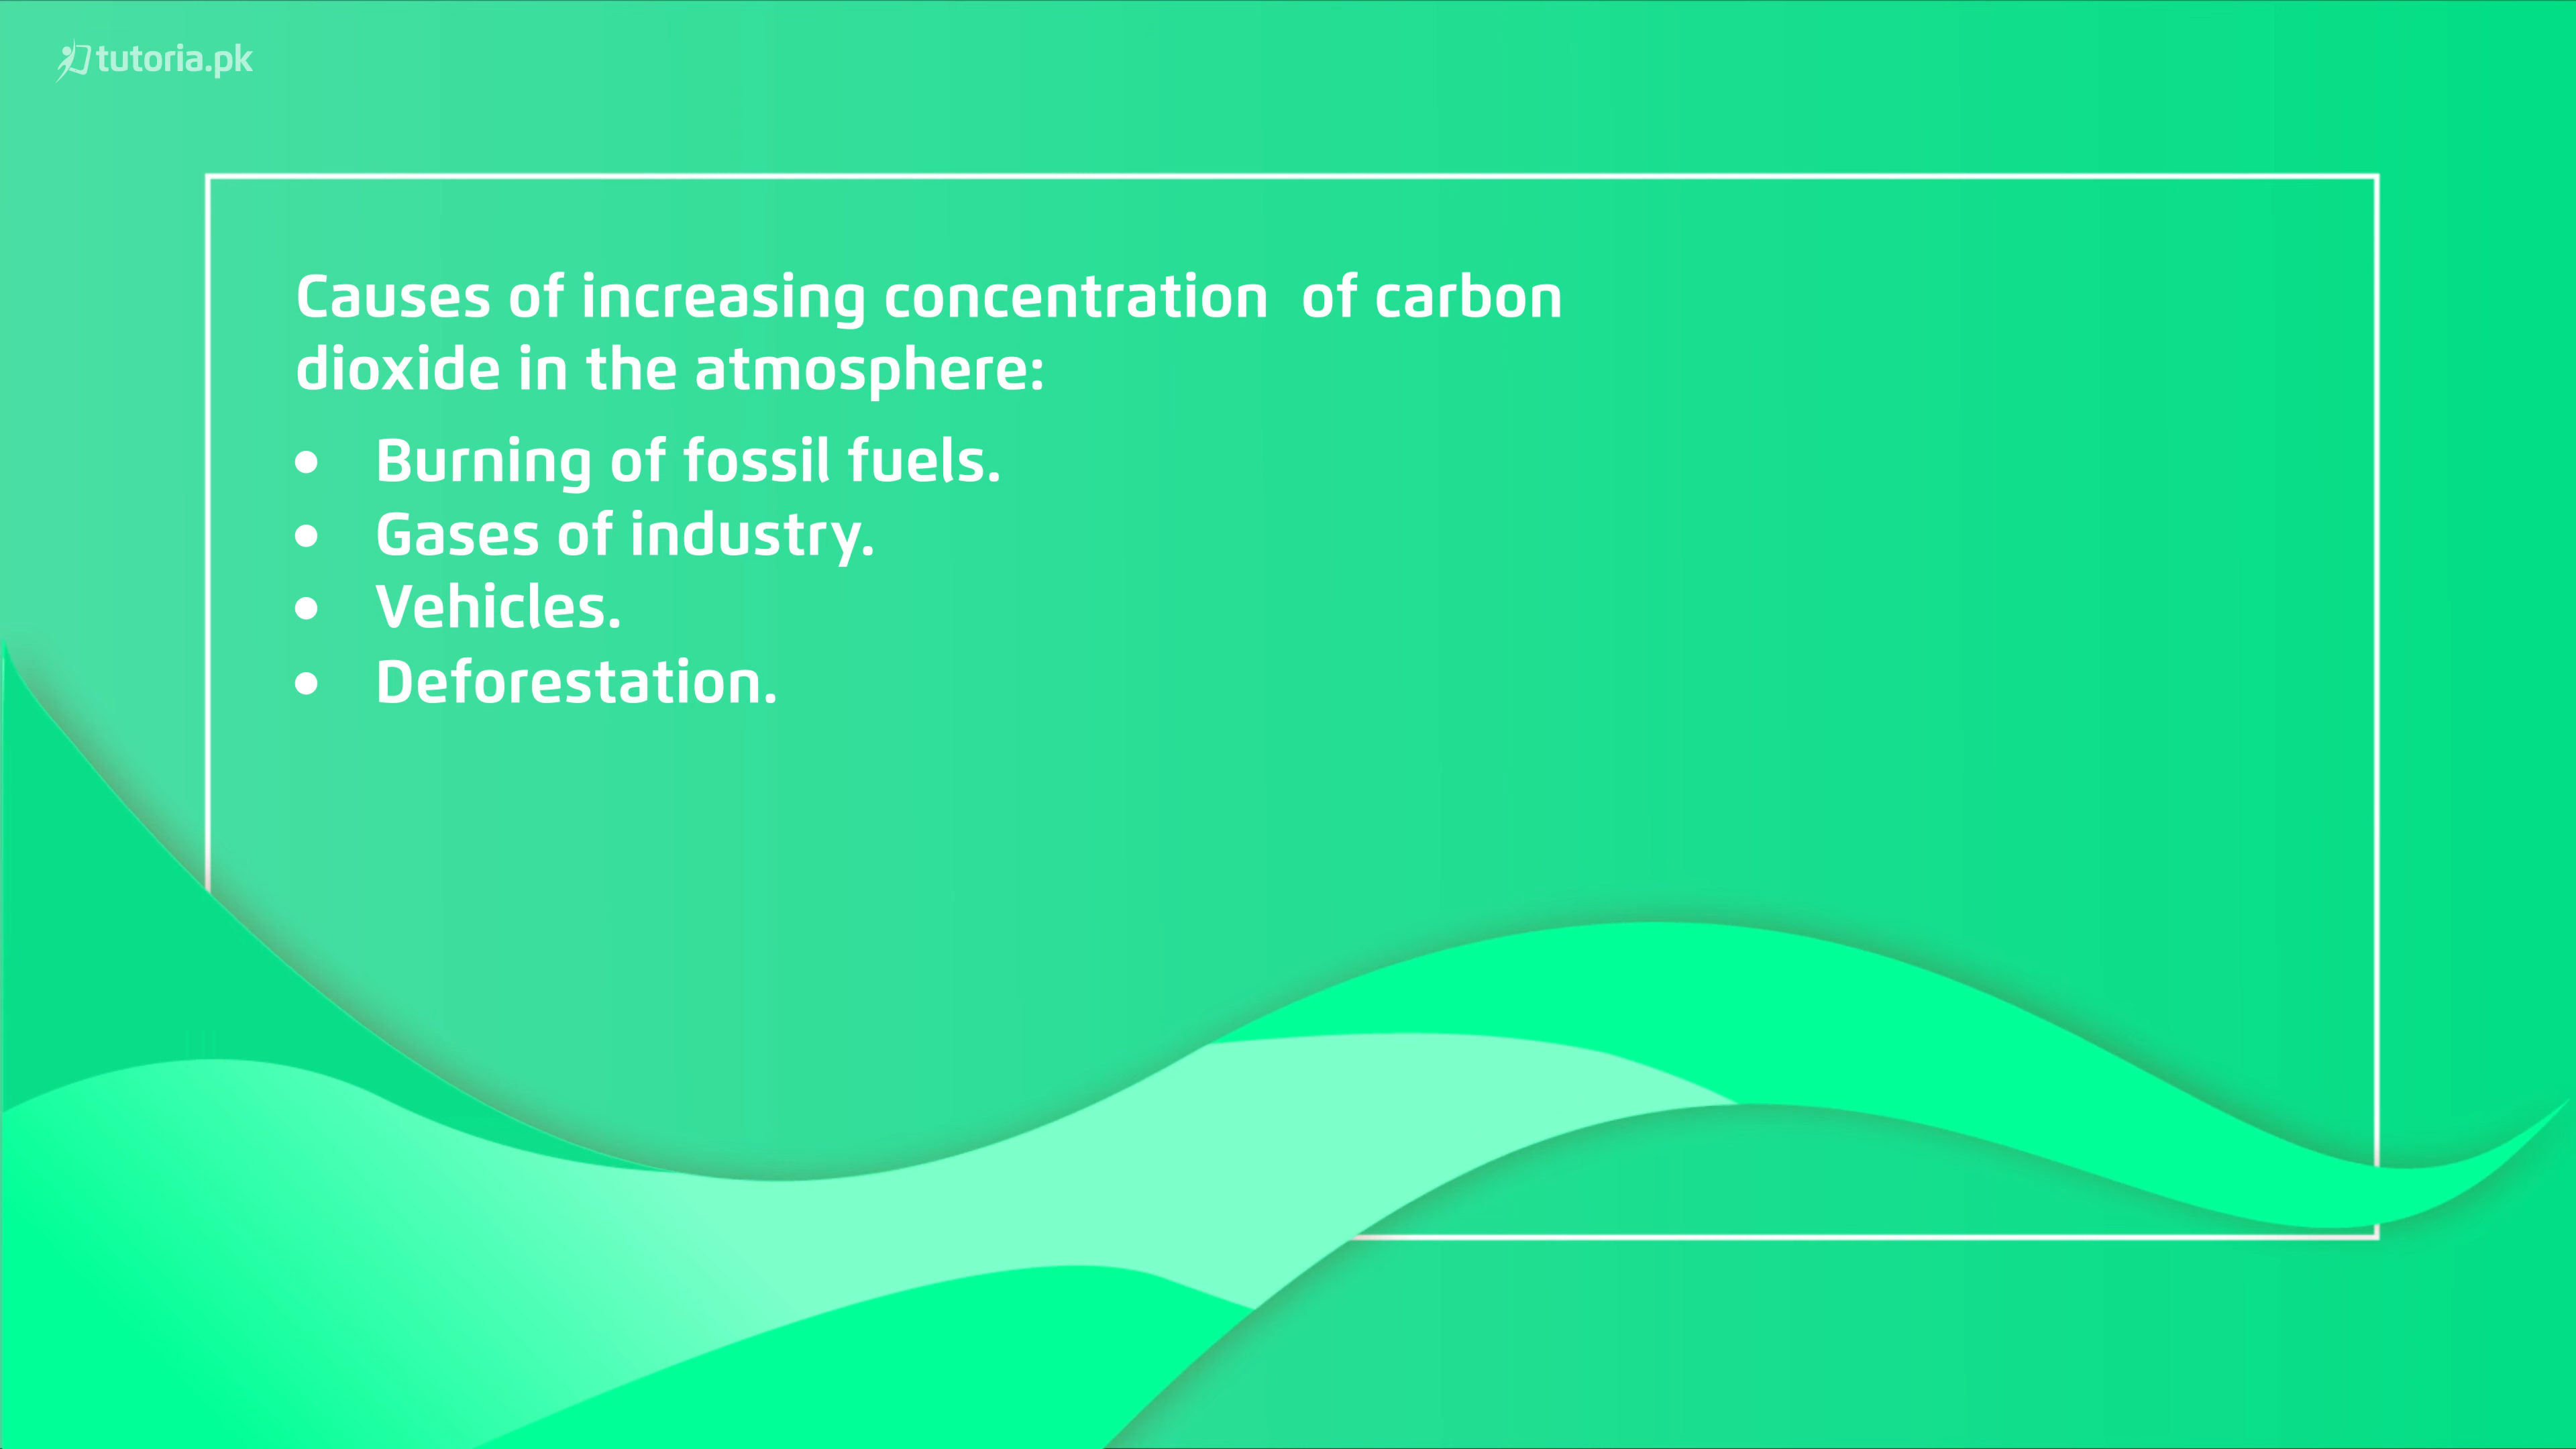 tutoria.pk
Causes of increasing concentration  of carbon
dioxide in the atmosphere:
• Burning of fossil fuels.
• Gases of industry.
• Vehicles.
• Deforestation.